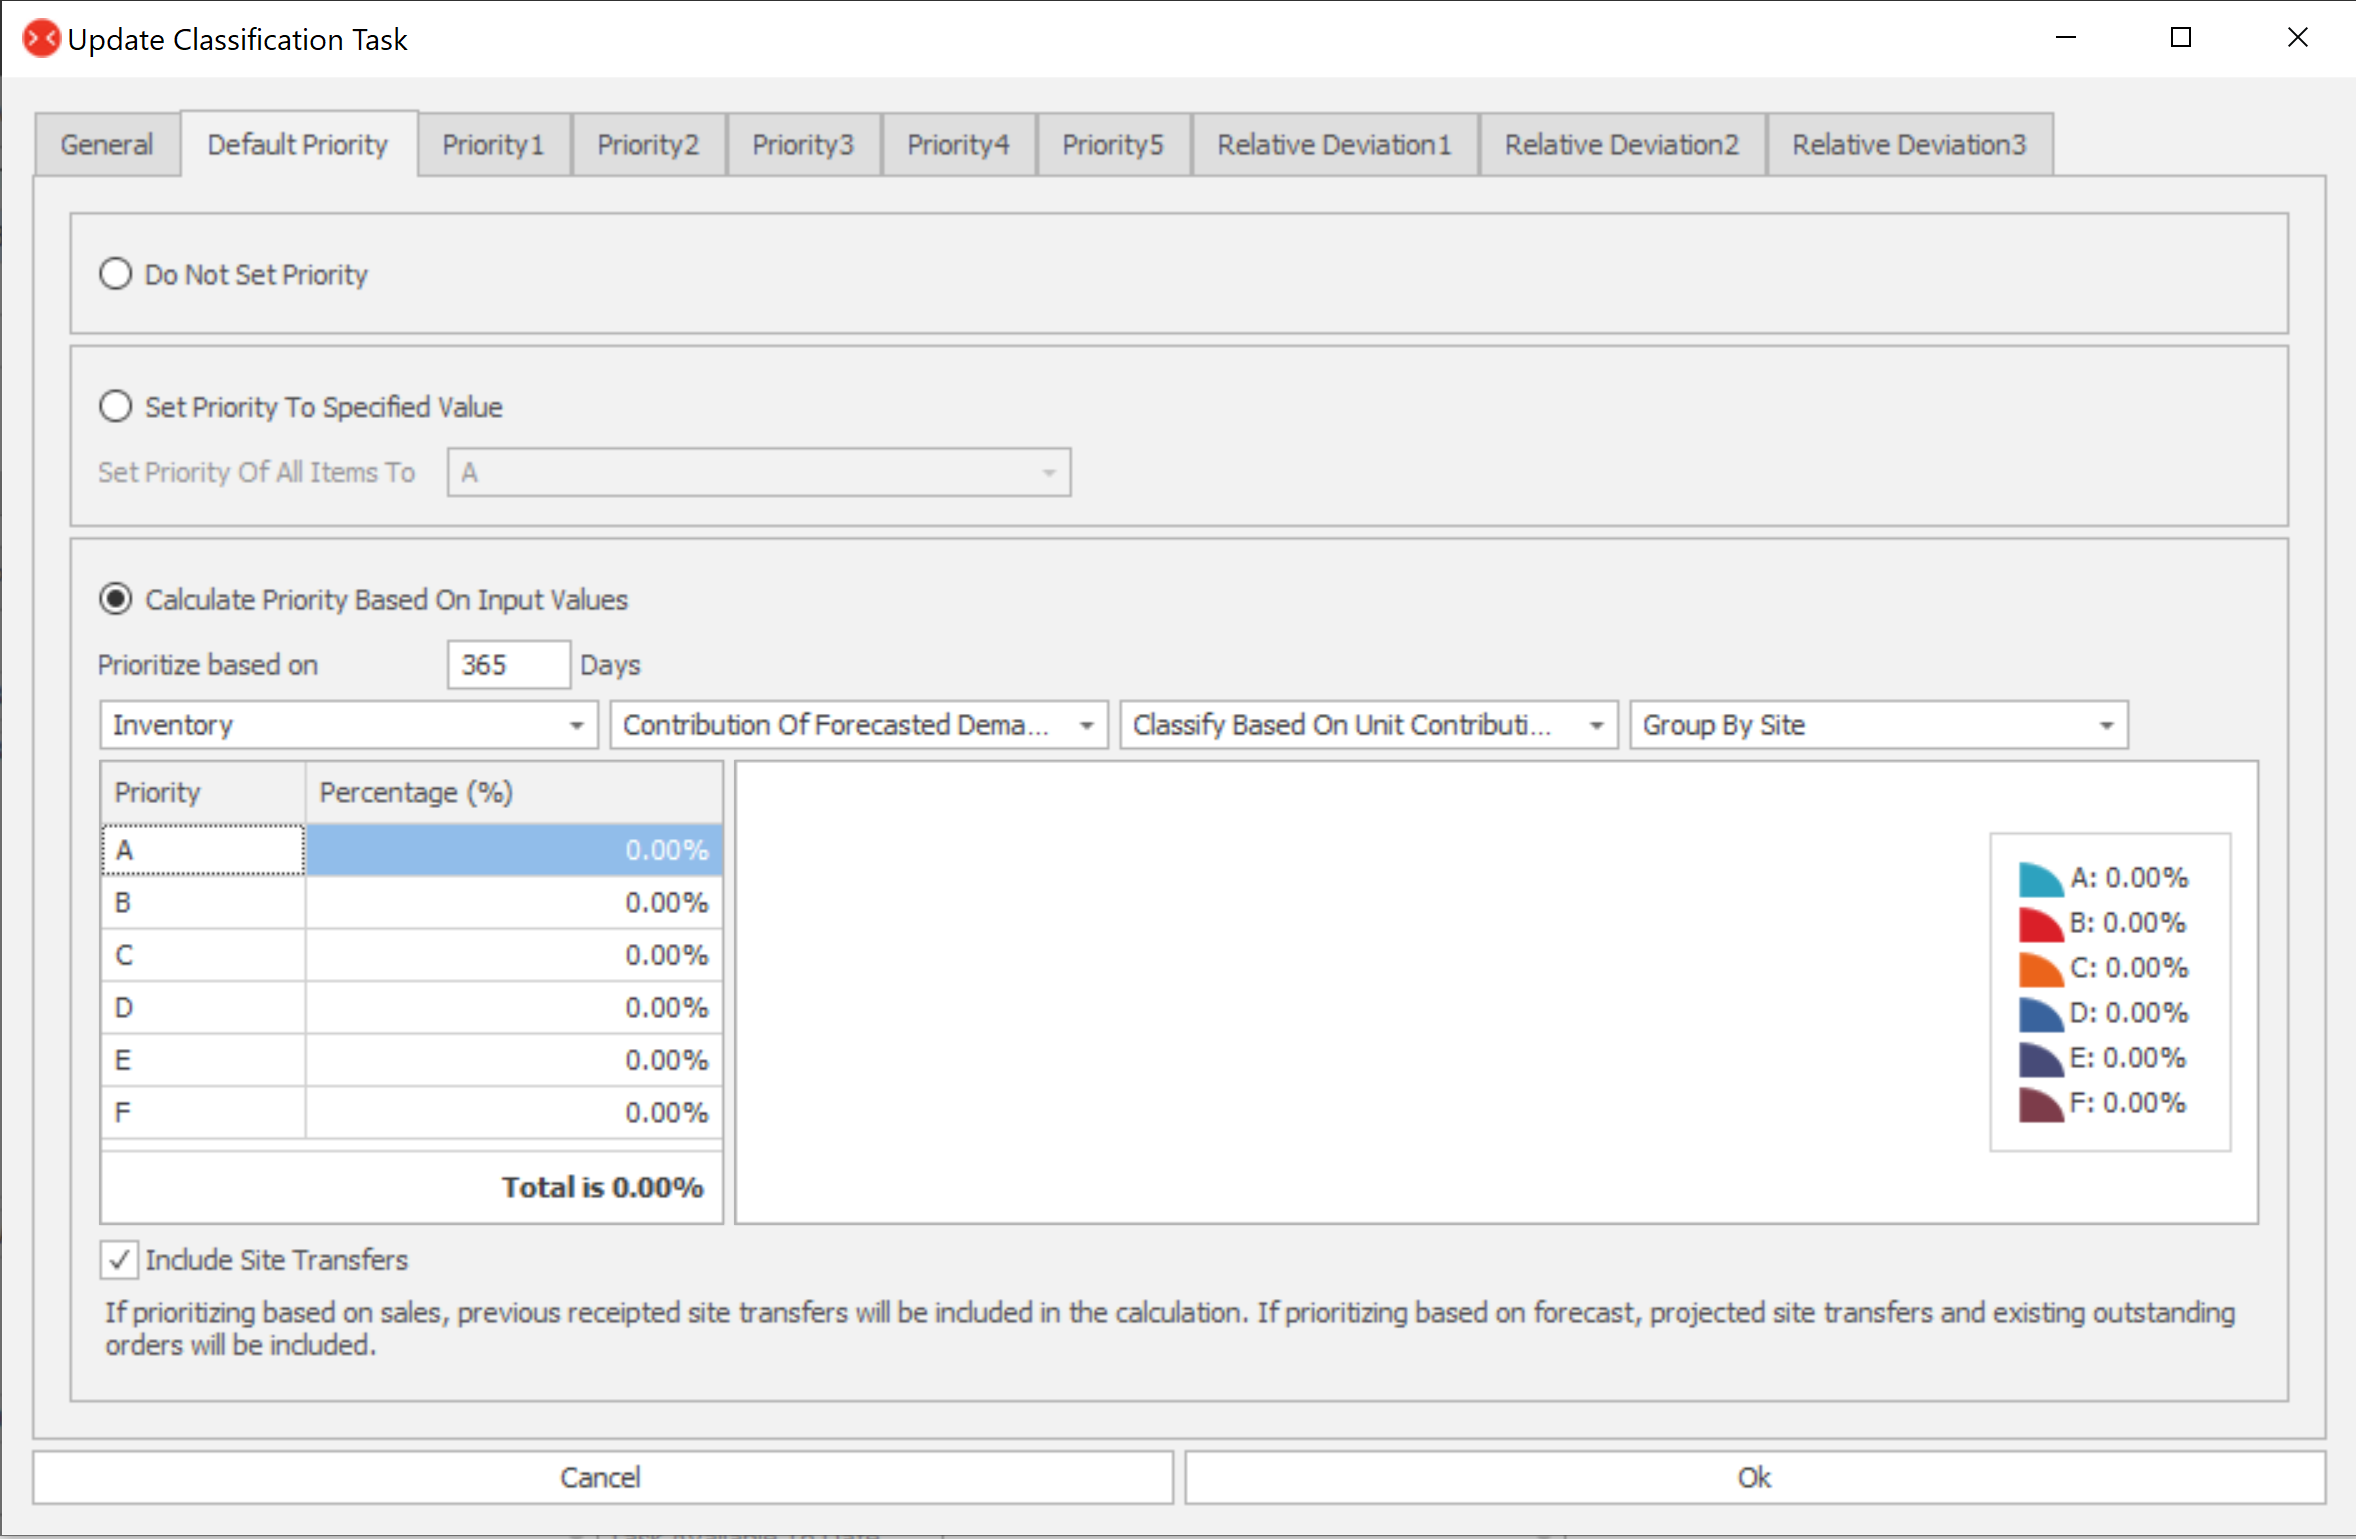 Update Classification Task
General Default Priority Priority1 Priority2 Priority3 Priority4 Priority5 Relative Deviation1 Relative Deviation2 Relative Deviation3
Do Not Set Priority
Set Priority To Specified Value
Set Priority Of All Items To A
Calculate Priority Based On Input Values
Prioritize based on 365 Days
Inventory Contribution Of Forecasted Dema... Classify Based On Unit Contributi... Group By Site
Priority Percentage (%)
A 0.00%
B 0.00%
C 0.00%
D 0.00%
E 0.00%
F 0.00%
Total is 0.00%
A: 0.00%
B: 0.00%
C: 0.00%
D: 0.00%
E: 0.00%
F: 0.00%
Include Site Transfers
If prioritizing based on sales, previous receipted site transfers will be included in the calculation. If prioritizing based on forecast, projected site transfers and existing outstanding
orders will be included.
Cancel Ok